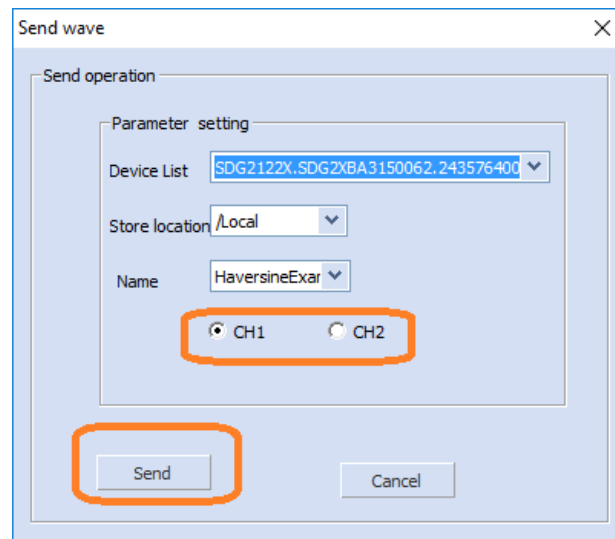 Send wave
Send operation
Parameter setting
Device List SDG2122X.SDG2XBA3150062.243576400
Store location /Local
Name HaversineExar
CH1 CH2
Send Cancel